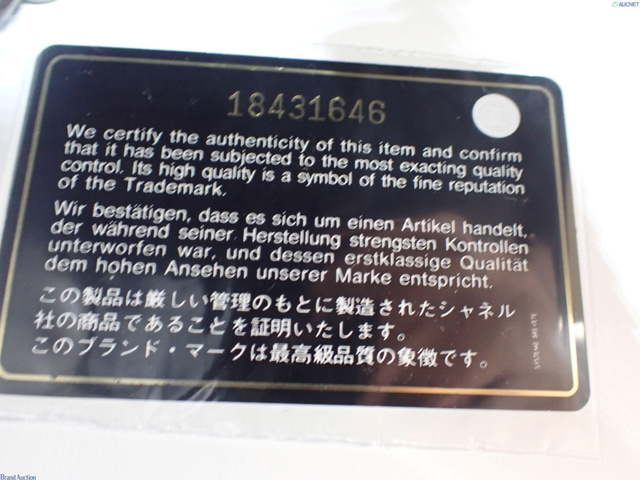 AUCNET
18431646
We certify the authenticity of this item and confirm
that it has been subjected to the most exacting quality
control. Its high quality is a symbol of the fine reputation
of the Trademark.
Wir bestätigen, dass es sich um einen Artikel handelt,
der während seiner Herstellung strengsten Kontrollen
unterworfen war, und dessen erstklassige Qualität
dem hohen Ansehen unserer Marke entspricht.
この製品は厳しい管理のもとに製造されたシャネル
社の商品であることを証明いたします。
このブランド・マークは最高級品質の象徴です。
SYSTEME BREVETE
BrandAuction